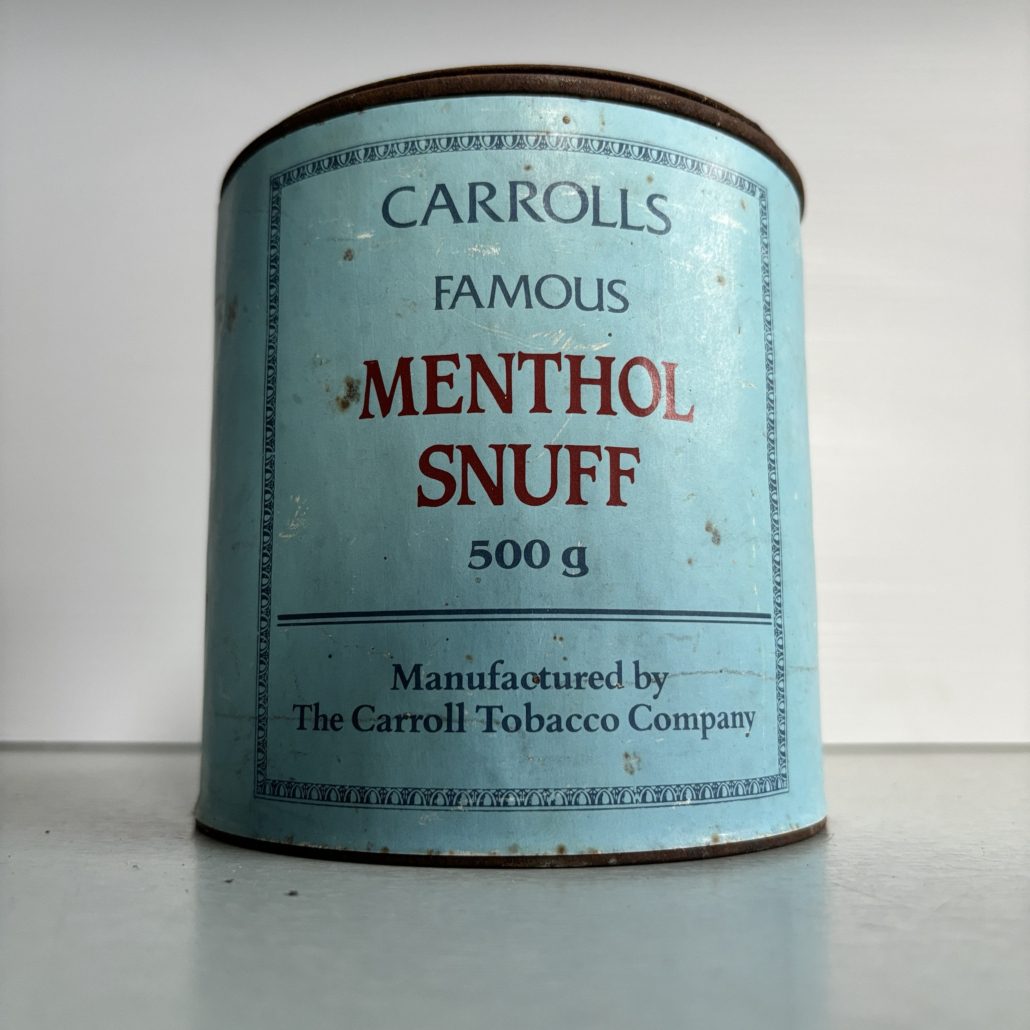 CARROLLS
FAMOUS
MENTHOL
SNUFF
500 g
Manufactured by
The Carroll Tobacco Company